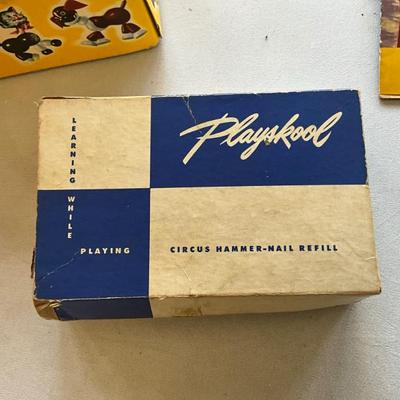 LEARNING WHILE
PLAYING
Playskool
CIRCUS HAMMER-NAIL REFILL